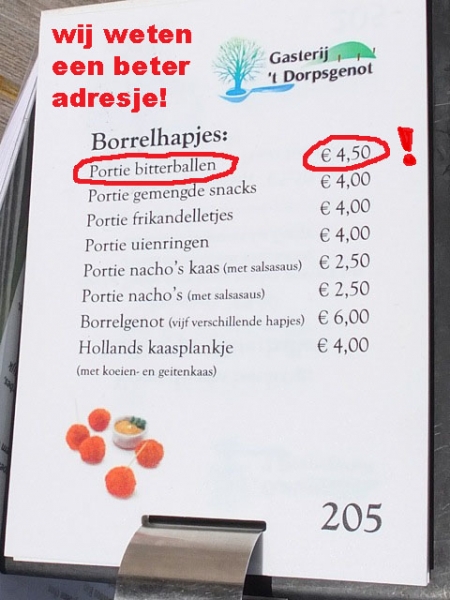 wij weten
een beter
adresje!
Gasterij
't Dorpsgenot
Borrelhapjes:
Portie bitterballen € 4,50 !
Portie gemengde snacks € 4,00
Portie frikandelletjes € 4,00
Portie uienringen € 4,00
Portie nacho's kaas (met salsasaus) € 2,50
Portie nacho's (met salsasaus) € 2,50
Borrelgenot (vijf verschillende hapjes) € 6,00
Hollands kaasplankje € 4,00
(met koeien- en geitenkaas)
205